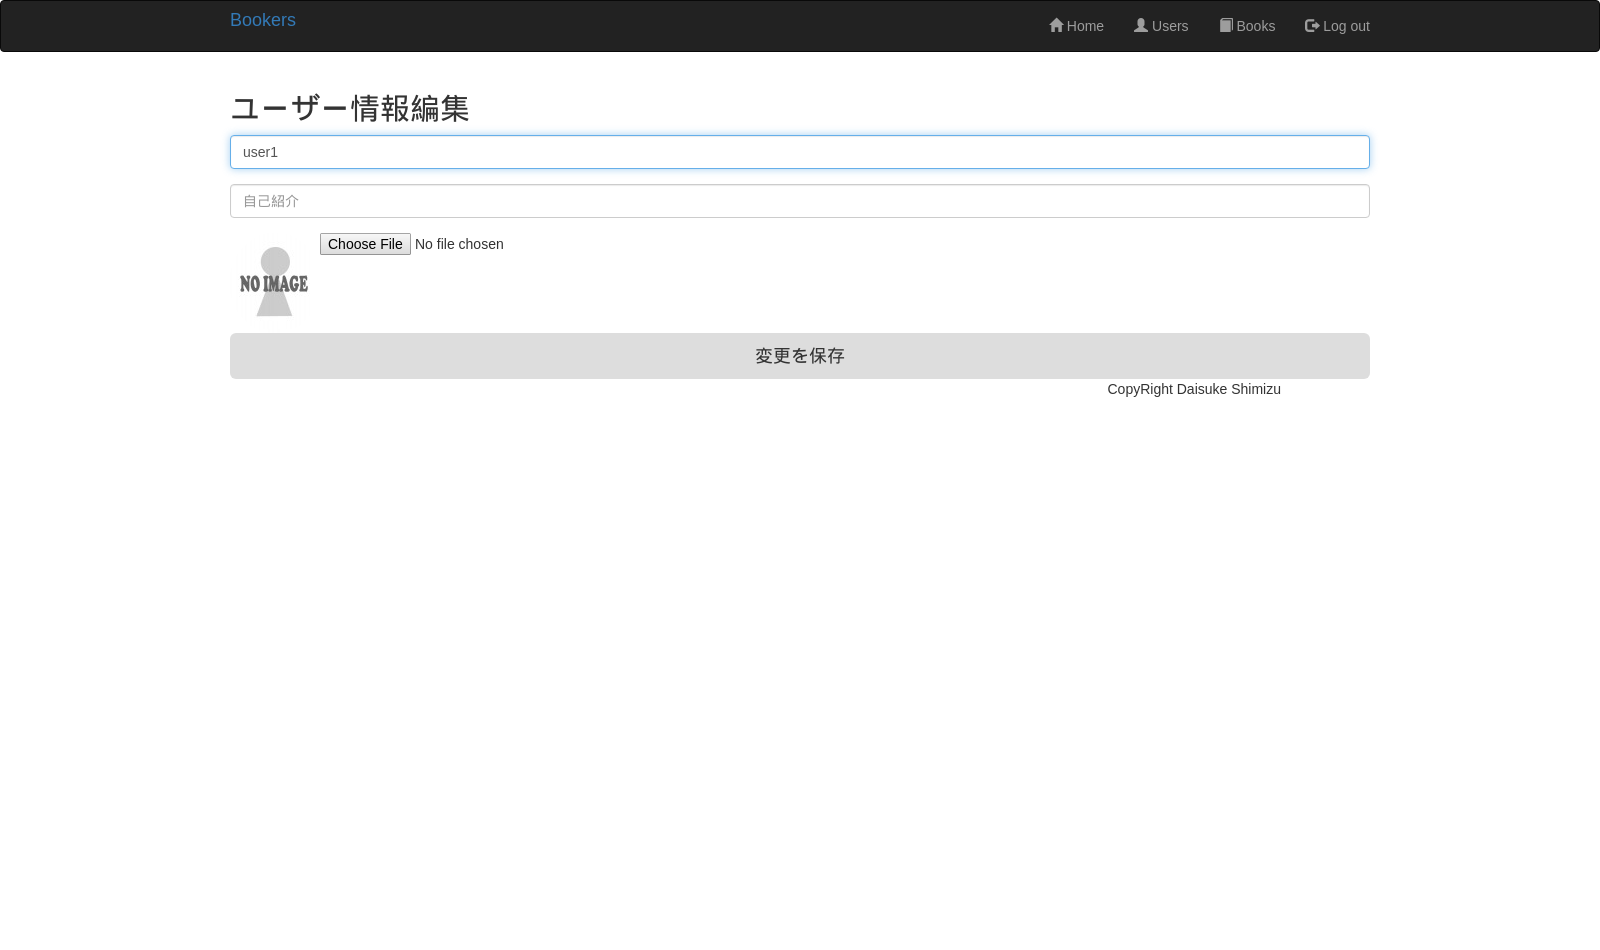 Bookers
Home Users Books Log out
ユーザー情報編集
user1
自己紹介
Choose File No file chosen
NO IMAGE
変更を保存
CopyRight Daisuke Shimizu